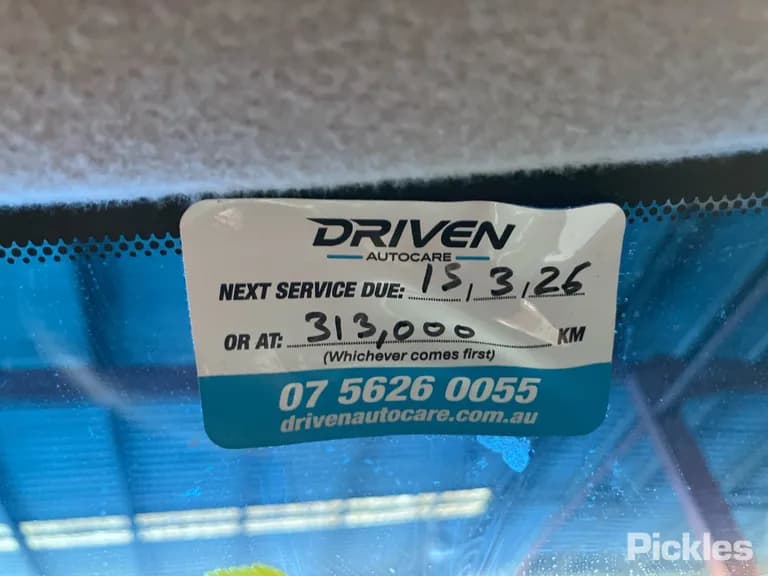 DRIVEN
AUTOCARE
NEXT SERVICE DUE: 15, 3, 26
OR AT: 313,000 KM
(Whichever comes first)
07 5626 0055
drivenautocare.com.au
Pickles